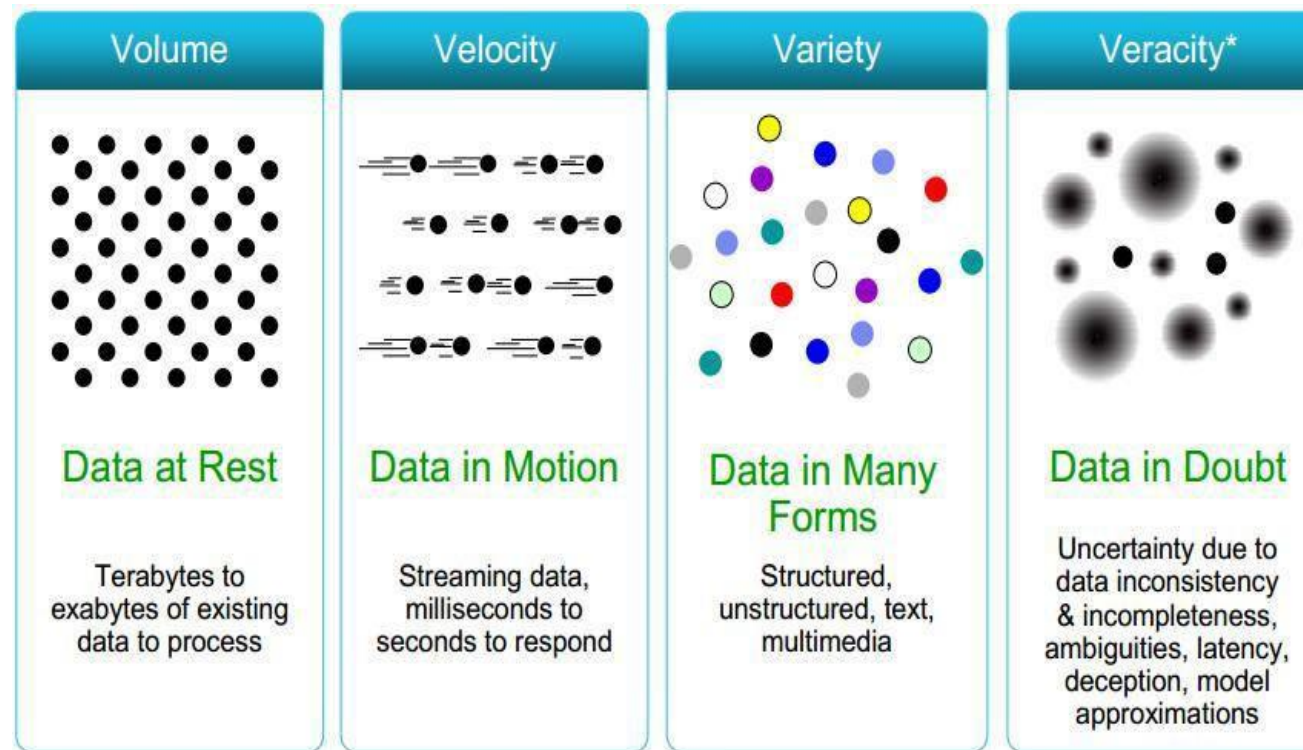 Volume
Data at Rest
Terabytes to
exabytes of existing
data to process
Velocity
Data in Motion
Streaming data,
milliseconds to
seconds to respond
Variety
Data in Many
Forms
Structured,
unstructured, text,
multimedia
Veracity*
Data in Doubt
Uncertainty due to
data inconsistency
& incompleteness,
ambiguities, latency,
deception, model
approximations